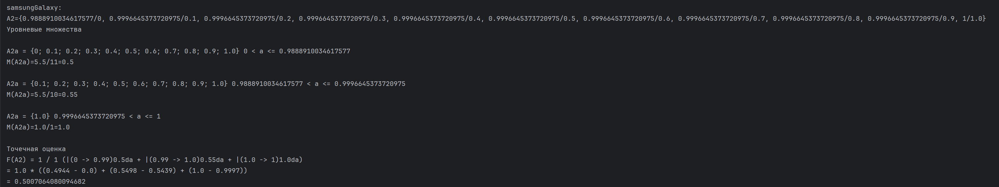 samsungGalaxy:
A2={0.9888910034617577/0, 0.9996645373720975/0.1, 0.9996645373720975/0.2, 0.9996645373720975/0.3, 0.9996645373720975/0.4, 0.9996645373720975/0.5, 0.9996645373720975/0.6, 0.9996645373720975/0.7, 0.9996645373720975/0.8, 0.9996645373720975/0.9, 1/1.0}
Уровневые множества
A2a = {0; 0.1; 0.2; 0.3; 0.4; 0.5; 0.6; 0.7; 0.8; 0.9; 1.0} 0 < a <= 0.9888910034617577
M(A2a)=5.5/11=0.5
A2a = {0.1; 0.2; 0.3; 0.4; 0.5; 0.6; 0.7; 0.8; 0.9; 1.0} 0.9888910034617577 < a <= 0.9996645373720975
M(A2a)=5.5/10=0.55
A2a = {1.0} 0.9996645373720975 < a <= 1
M(A2a)=1.0/1=1.0
Точечная оценка
F(A2) = 1 / 1 (|(0 -> 0.99)0.5da + |(0.99 -> 1.0)0.55da + |(1.0 -> 1)1.0da)
= 1.0 * ((0.4944 - 0.0) + (0.5498 - 0.5439) + (1.0 - 0.9997))
= 0.5007064080094682